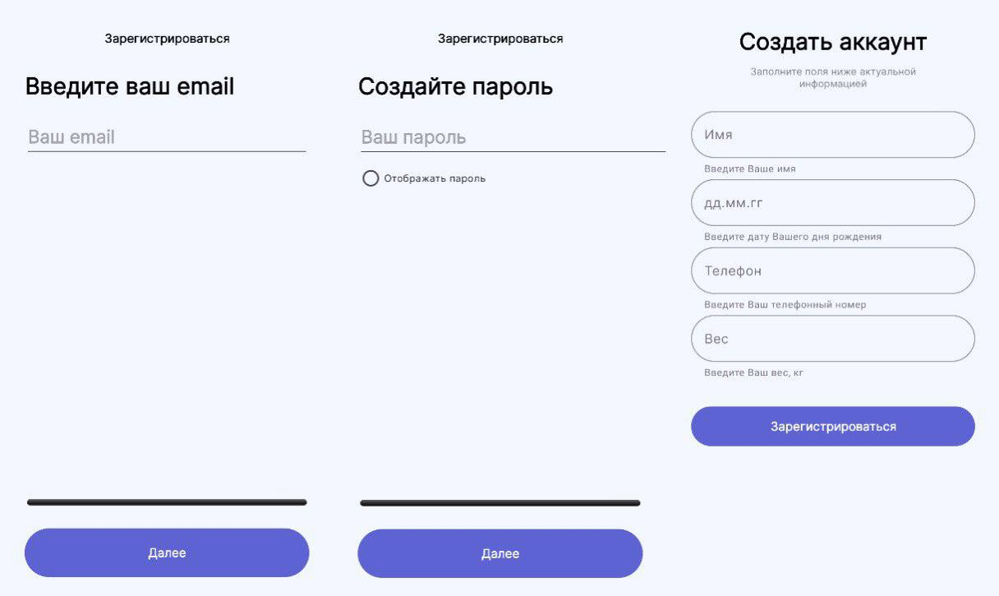 Зарегистрироваться
Введите ваш email
Ваш email
Далее
Зарегистрироваться
Создайте пароль
Ваш пароль
Отображать пароль
Далее
Создать аккаунт
Заполните поля ниже актуальной
информацией
Имя
Введите Ваше имя
дд.мм.гг
Введите дату Вашего дня рождения
Телефон
Введите Ваш телефонный номер
Вес
Введите Ваш вес, кг
Зарегистрироваться